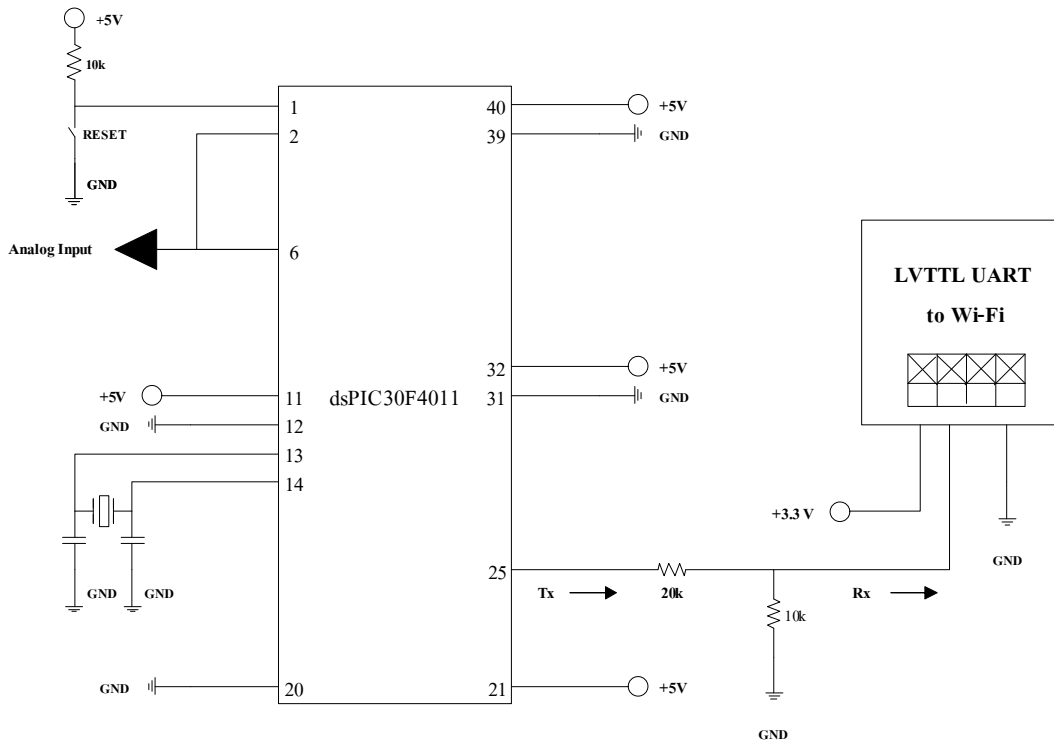 +5V
10k
RESET
GND
Analog Input
1
2
6
+5V
11
GND
12
13
14
GND
GND
GND
20
dsPIC30F4011
40
+5V
39
GND
32
+5V
31
GND
25
Tx
20k
10k
GND
Rx
21
+5V
LVTTL UART
to Wi-Fi
+3.3 V
GND